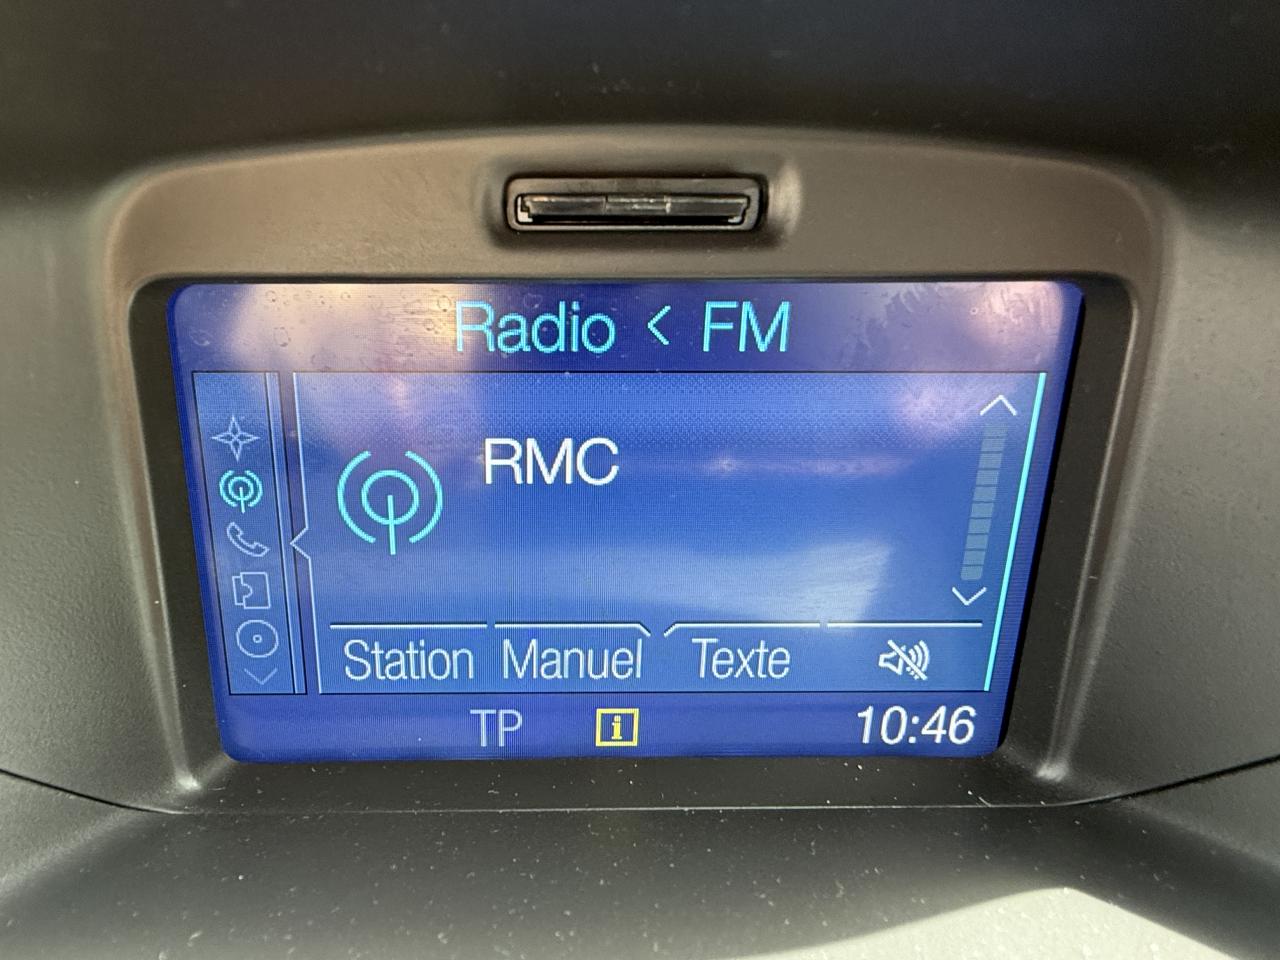 Radio < FM
RMC
Station Manuel Texte
TP i 10:46